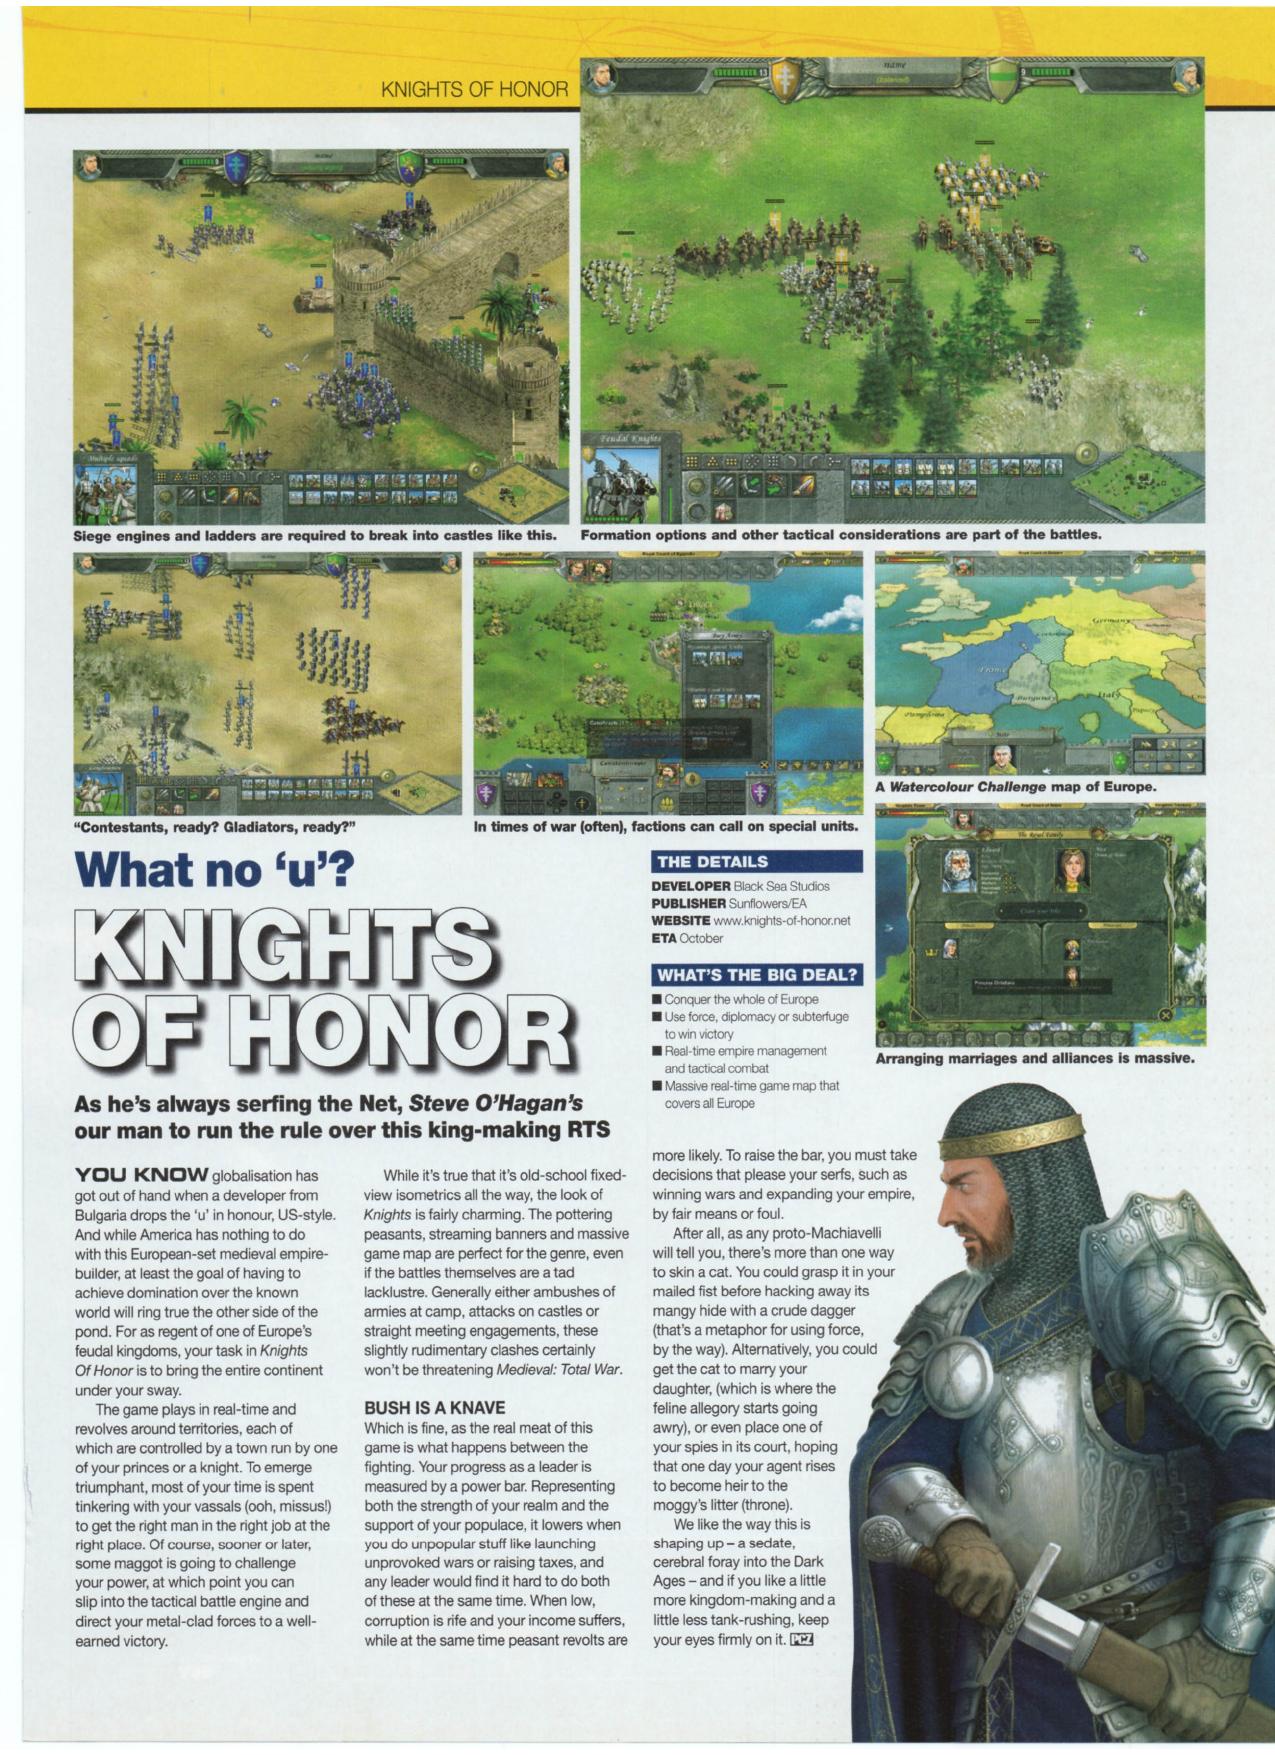 KNIGHTS OF HONOR
13
name
(balanced)
9
9
name
9
Multiple squads
Feudal Knights
Siege engines and ladders are required to break into castles like this.
Formation options and other tactical considerations are part of the battles.
Buy Army
Germany
France
Burgundy
Italy
Pampelona
A Watercolour Challenge map of Europe.
“Contestants, ready? Gladiators, ready?”
In times of war (often), factions can call on special units.
The Royal Family
Edward
Arranging marriages and alliances is massive.
What no ‘u’?
KNIGHTS
OF HONOR
As he’s always serfing the Net, Steve O’Hagan’s
our man to run the rule over this king-making RTS
THE DETAILS
DEVELOPER Black Sea Studios
PUBLISHER Sunflowers/EA
WEBSITE www.knights-of-honor.net
ETA October
WHAT’S THE BIG DEAL?
■ Conquer the whole of Europe
■ Use force, diplomacy or subterfuge
to win victory
■ Real-time empire management
and tactical combat
■ Massive real-time game map that
covers all Europe
YOU KNOW globalisation has
got out of hand when a developer from
Bulgaria drops the ‘u’ in honour, US-style.
And while America has nothing to do
with this European-set medieval empire-
builder, at least the goal of having to
achieve domination over the known
world will ring true the other side of the
pond. For as regent of one of Europe’s
feudal kingdoms, your task in Knights
Of Honor is to bring the entire continent
under your sway.
The game plays in real-time and
revolves around territories, each of
which are controlled by a town run by one
of your princes or a knight. To emerge
triumphant, most of your time is spent
tinkering with your vassals (ooh, missus!)
to get the right man in the right job at the
right place. Of course, sooner or later,
some maggot is going to challenge
your power, at which point you can
slip into the tactical battle engine and
direct your metal-clad forces to a well-
earned victory.
While it’s true that it’s old-school fixed-
view isometrics all the way, the look of
Knights is fairly charming. The pottering
peasants, streaming banners and massive
game map are perfect for the genre, even
if the battles themselves are a tad
lacklustre. Generally either ambushes of
armies at camp, attacks on castles or
straight meeting engagements, these
slightly rudimentary clashes certainly
won’t be threatening Medieval: Total War.
BUSH IS A KNAVE
Which is fine, as the real meat of this
game is what happens between the
fighting. Your progress as a leader is
measured by a power bar. Representing
both the strength of your realm and the
support of your populace, it lowers when
you do unpopular stuff like launching
unprovoked wars or raising taxes, and
any leader would find it hard to do both
of these at the same time. When low,
corruption is rife and your income suffers,
while at the same time peasant revolts are
more likely. To raise the bar, you must take
decisions that please your serfs, such as
winning wars and expanding your empire,
by fair means or foul.
After all, as any proto-Machiavelli
will tell you, there’s more than one way
to skin a cat. You could grasp it in your
mailed fist before hacking away its
mangy hide with a crude dagger
(that’s a metaphor for using force,
by the way). Alternatively, you could
get the cat to marry your
daughter, (which is where the
feline allegory starts going
awry), or even place one of
your spies in its court, hoping
that one day your agent rises
to become heir to the
moggy’s litter (throne).
We like the way this is
shaping up – a sedate,
cerebral foray into the Dark
Ages – and if you like a little
more kingdom-making and a
little less tank-rushing, keep
your eyes firmly on it. PCZ